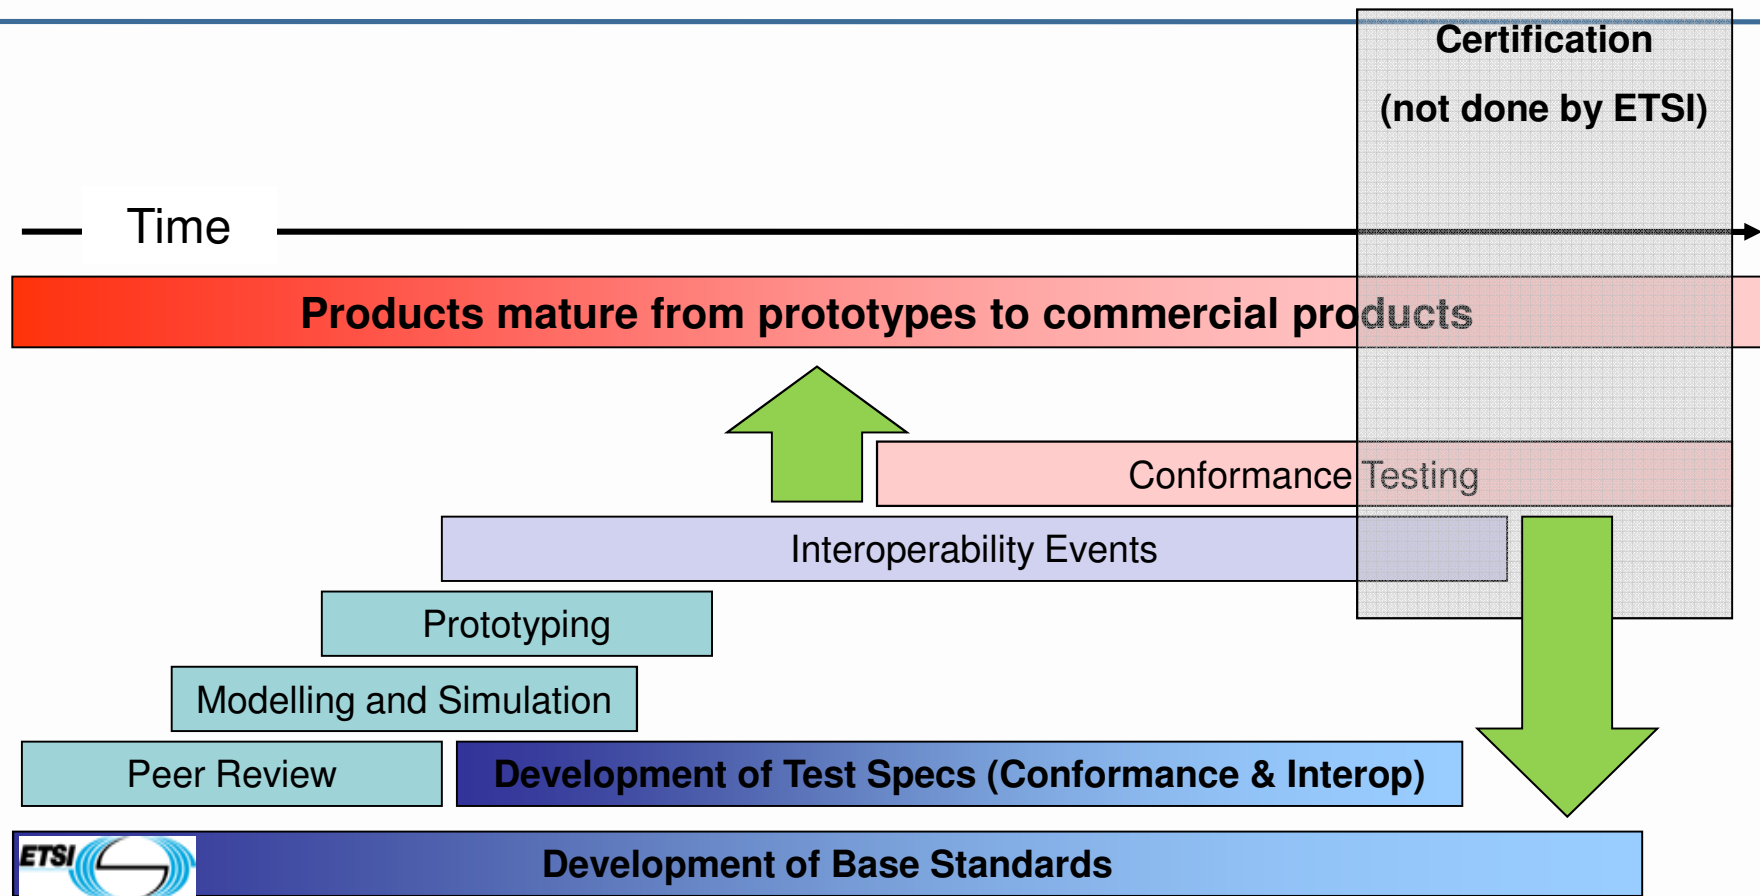 Certification
(not done by ETSI)
Time
Products mature from prototypes to commercial products
Conformance Testing
Interoperability Events
Prototyping
Modelling and Simulation
Peer Review
Development of Test Specs (Conformance & Interop)
ETSI
Development of Base Standards